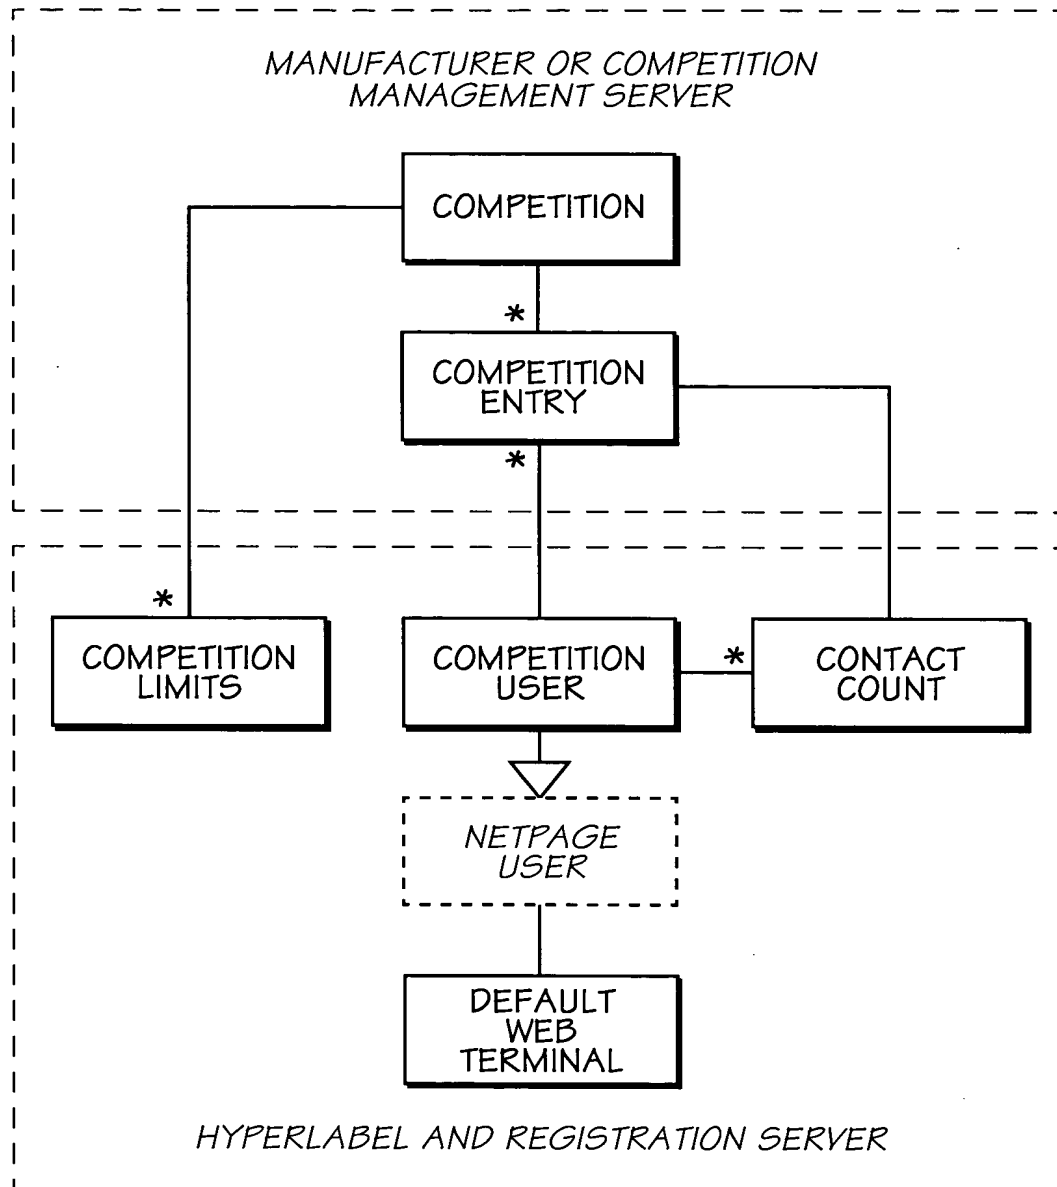 MANUFACTURER OR COMPETITION
MANAGEMENT SERVER
COMPETITION
*
COMPETITION
ENTRY
*
*
COMPETITION
LIMITS
COMPETITION
USER
*
CONTACT
COUNT
NETPAGE
USER
DEFAULT
WEB
TERMINAL
HYPERLABEL AND REGISTRATION SERVER